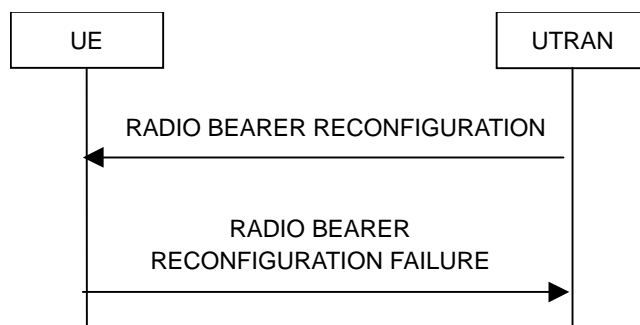 UE
UTRAN
RADIO BEARER RECONFIGURATION
RADIO BEARER
RECONFIGURATION FAILURE